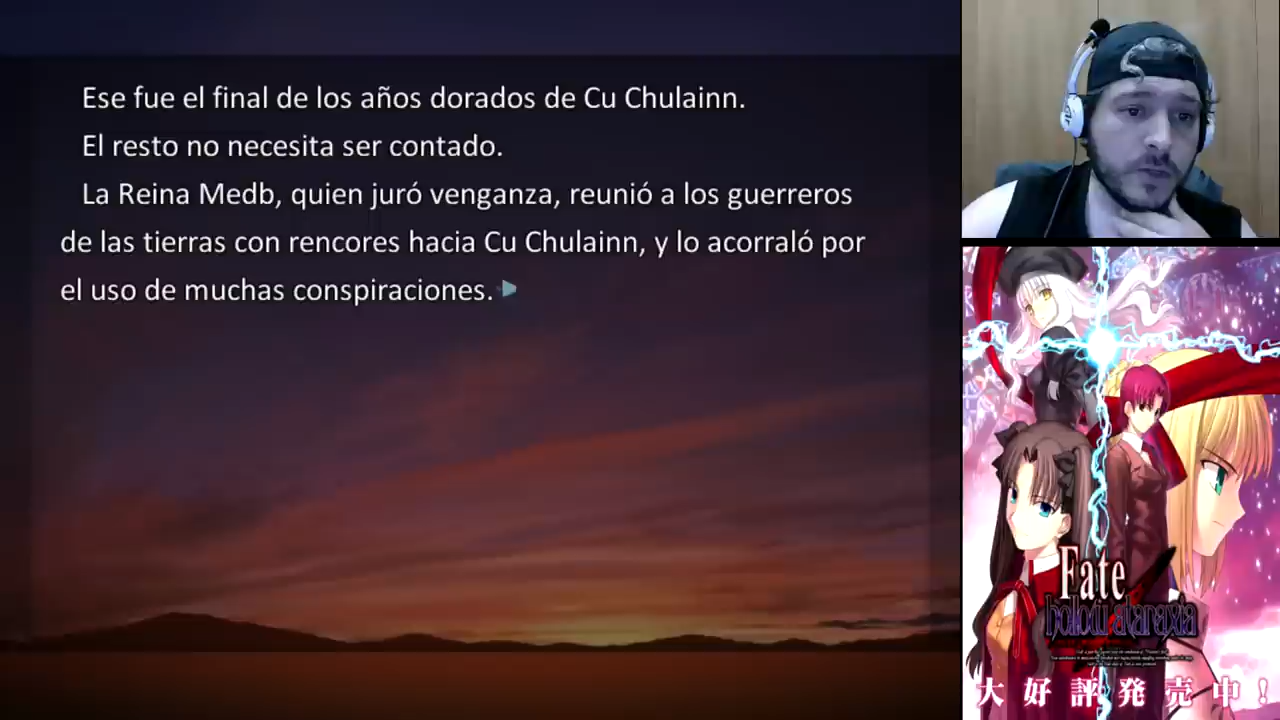 Ese fue el final de los años dorados de Cu Chulainn.
El resto no necesita ser contado.
La Reina Medb, quien juró venganza, reunió a los guerreros
de las tierras con rencores hacia Cu Chulainn, y lo acorraló por
el uso de muchas conspiraciones.
Fate
hollow ataraxia
大好評発売中!